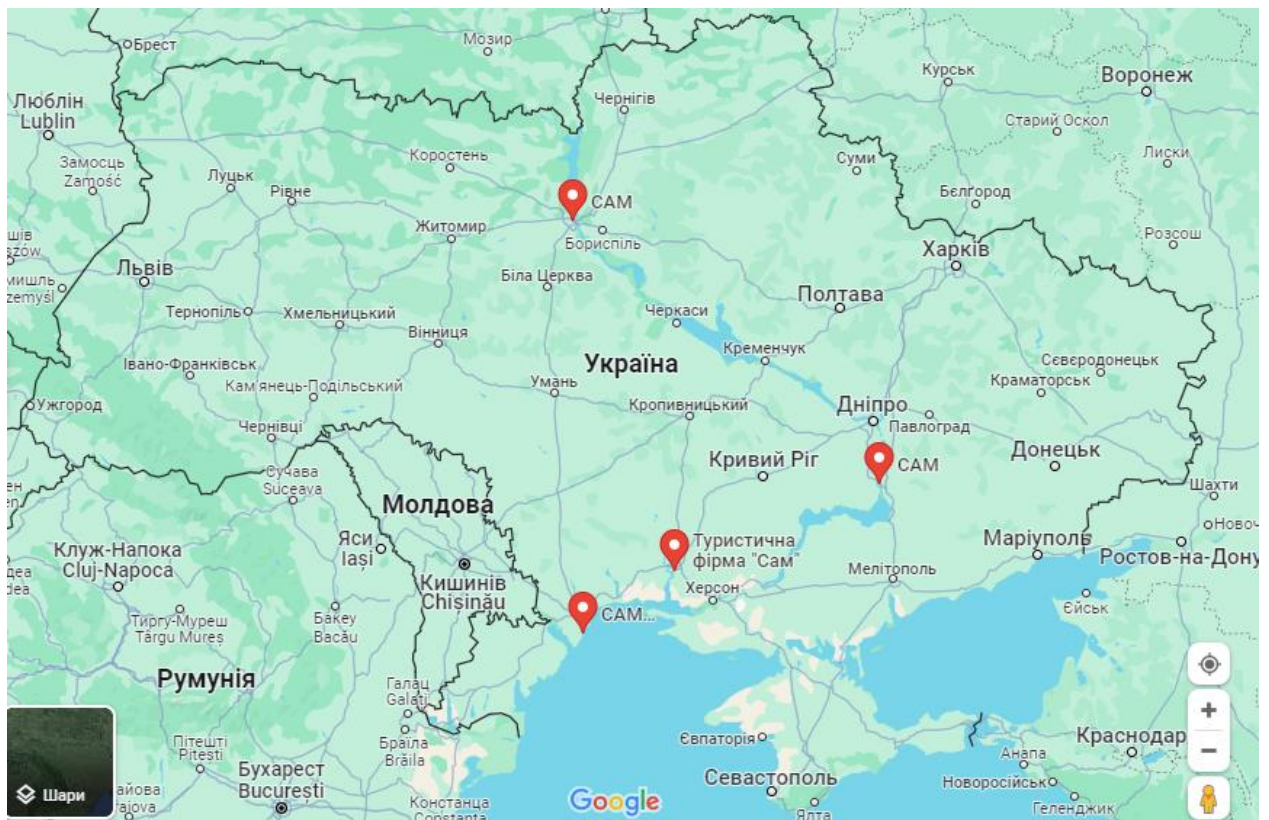 Брест
Мозир
Курськ
Воронеж
Люблін
Lublin
Чернігів
Старий Оскол
Замосць
Zamość
Коростень
Суми
Лиски
Луцьк
Рівне
САМ
Бєлгород
Житомир
Бориспіль
Харків
Розсош
Львів
Біла Церква
Полтава
Тернопіль
Хмельницький
Черкаси
Вінниця
Кременчук
Україна
Сєвєродонецьк
Івано-Франківськ
Кам'янець-Подільський
Умань
Краматорськ
Ужгород
Кропивницький
Дніпро
Чернівці
Павлоград
Кривий Ріг
САМ
Донецьк
Сучава
Suceava
Шахти
Молдова
Яси
Iași
Туристична
фірма "Сам"
Маріуполь
Клуж-Напока
Cluj-Napoca
Ростов-на-Дону
Мелітополь
Кишинів
Chișinău
Херсон
Бакеу
Bacău
САМ...
Єйськ
Тиргу-Муреш
Târgu Mureș
Румунія
Галац
Galați
Євпаторія
Брăїла
Brăila
Пітешті
Pitești
Краснодар
Анапа
Бухарест
București
Севастополь
Новоросійськ
Шари
Google
Констанца
Constanța
Ялта
Геленджик